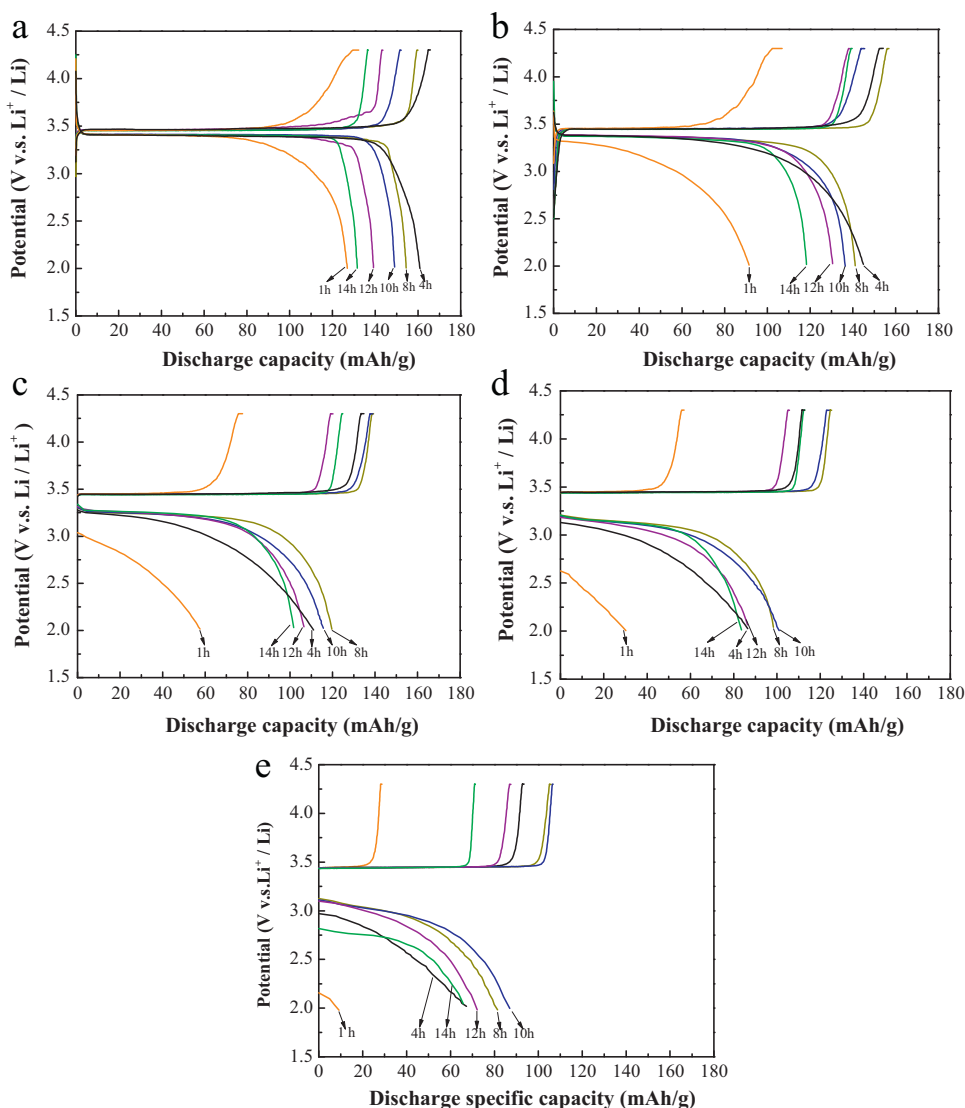 a
4.5
4.0
3.5
3.0
2.5
2.0
1.5
Potential (V v.s. Li⁺ / Li)
1h 14h 12h 10h 8h 4h
0 20 40 60 80 100 120 140 160 180
Discharge capacity (mAh/g)
b
4.5
4.0
3.5
3.0
2.5
2.0
1.5
Potential (V v.s. Li⁺ / Li)
1h 14h 12h 10h 8h 4h
0 20 40 60 80 100 120 140 160 180
Discharge capacity (mAh/g)
c
4.5
4.0
3.5
3.0
2.5
2.0
1.5
Potential (V v.s. Li / Li⁺)
1h 14h 12h 4h 10h 8h
0 20 40 60 80 100 120 140 160 180
Discharge capacity (mAh/g)
d
4.5
4.0
3.5
3.0
2.5
2.0
1.5
Potential (V v.s. Li⁺ / Li)
1h 14h 4h 12h 8h 10h
0 20 40 60 80 100 120 140 160 180
Discharge capacity (mAh/g)
e
4.5
4.0
3.5
3.0
2.5
2.0
1.5
Potential (V v.s.Li⁺ / Li)
1 h 4h 14h 12h 8h 10h
0 20 40 60 80 100 120 140 160 180
Discharge specific capacity (mAh/g)